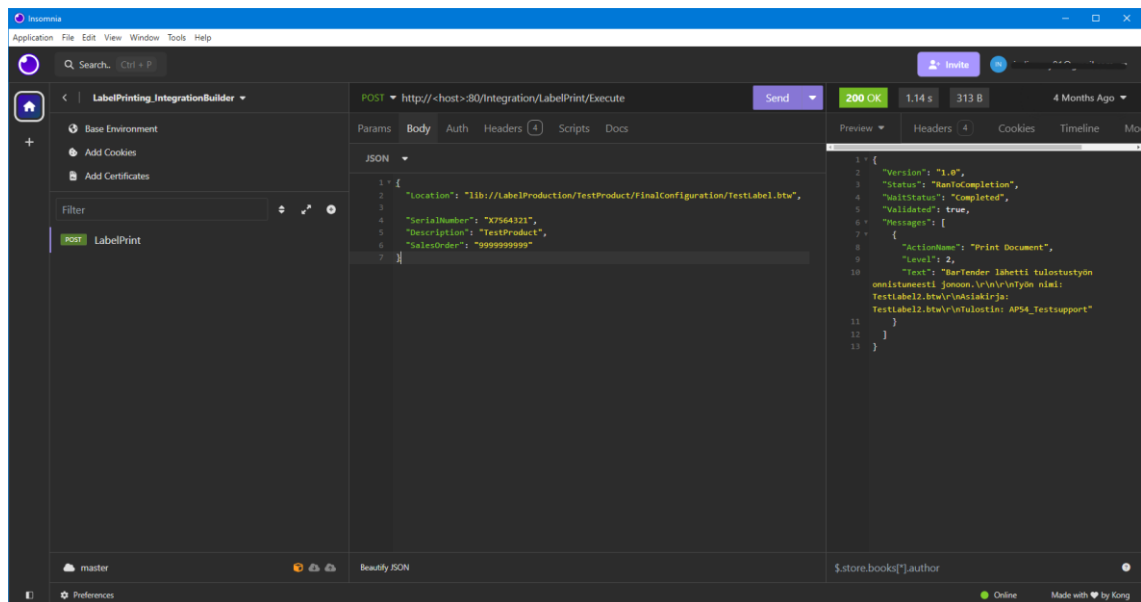 Insomnia
Application File Edit View Window Tools Help
Search.. Ctrl + P
Invite
IN
LabelPrinting_IntegrationBuilder
POST http://<host>:80/Integration/LabelPrint/Execute
Send
200 OK 1.14 s 313 B
4 Months Ago
Base Environment
Add Cookies
Add Certificates
Params Body Auth Headers 4 Scripts Docs
Preview Headers 4 Cookies Timeline Mo
JSON
Filter
POST LabelPrint
1 {
2 "Location": "lib://LabelProduction/TestProduct/FinalConfiguration/TestLabel.btw",
3
4 "SerialNumber": "X7564321",
5 "Description": "TestProduct",
6 "SalesOrder": "9999999999"
7 }
1 {
2 "Version": "1.0",
3 "Status": "RanToCompletion",
4 "WaitStatus": "Completed",
5 "Validated": true,
6 "Messages": [
7 {
8 "ActionName": "Print Document",
9 "Level": 2,
10 "Text": "BarTender lähetti tulostustyön
onnistuneesti jonoon.\r\n\r\nTyön nimi:
TestLabel2.btw\r\nAsiakirja:
TestLabel2.btw\r\nTulostin: AP54_Testsupport"
11 }
12 ]
13 }
master
Beautify JSON
$.store.books[*].author
Preferences
Online
Made with ♥ by Kong